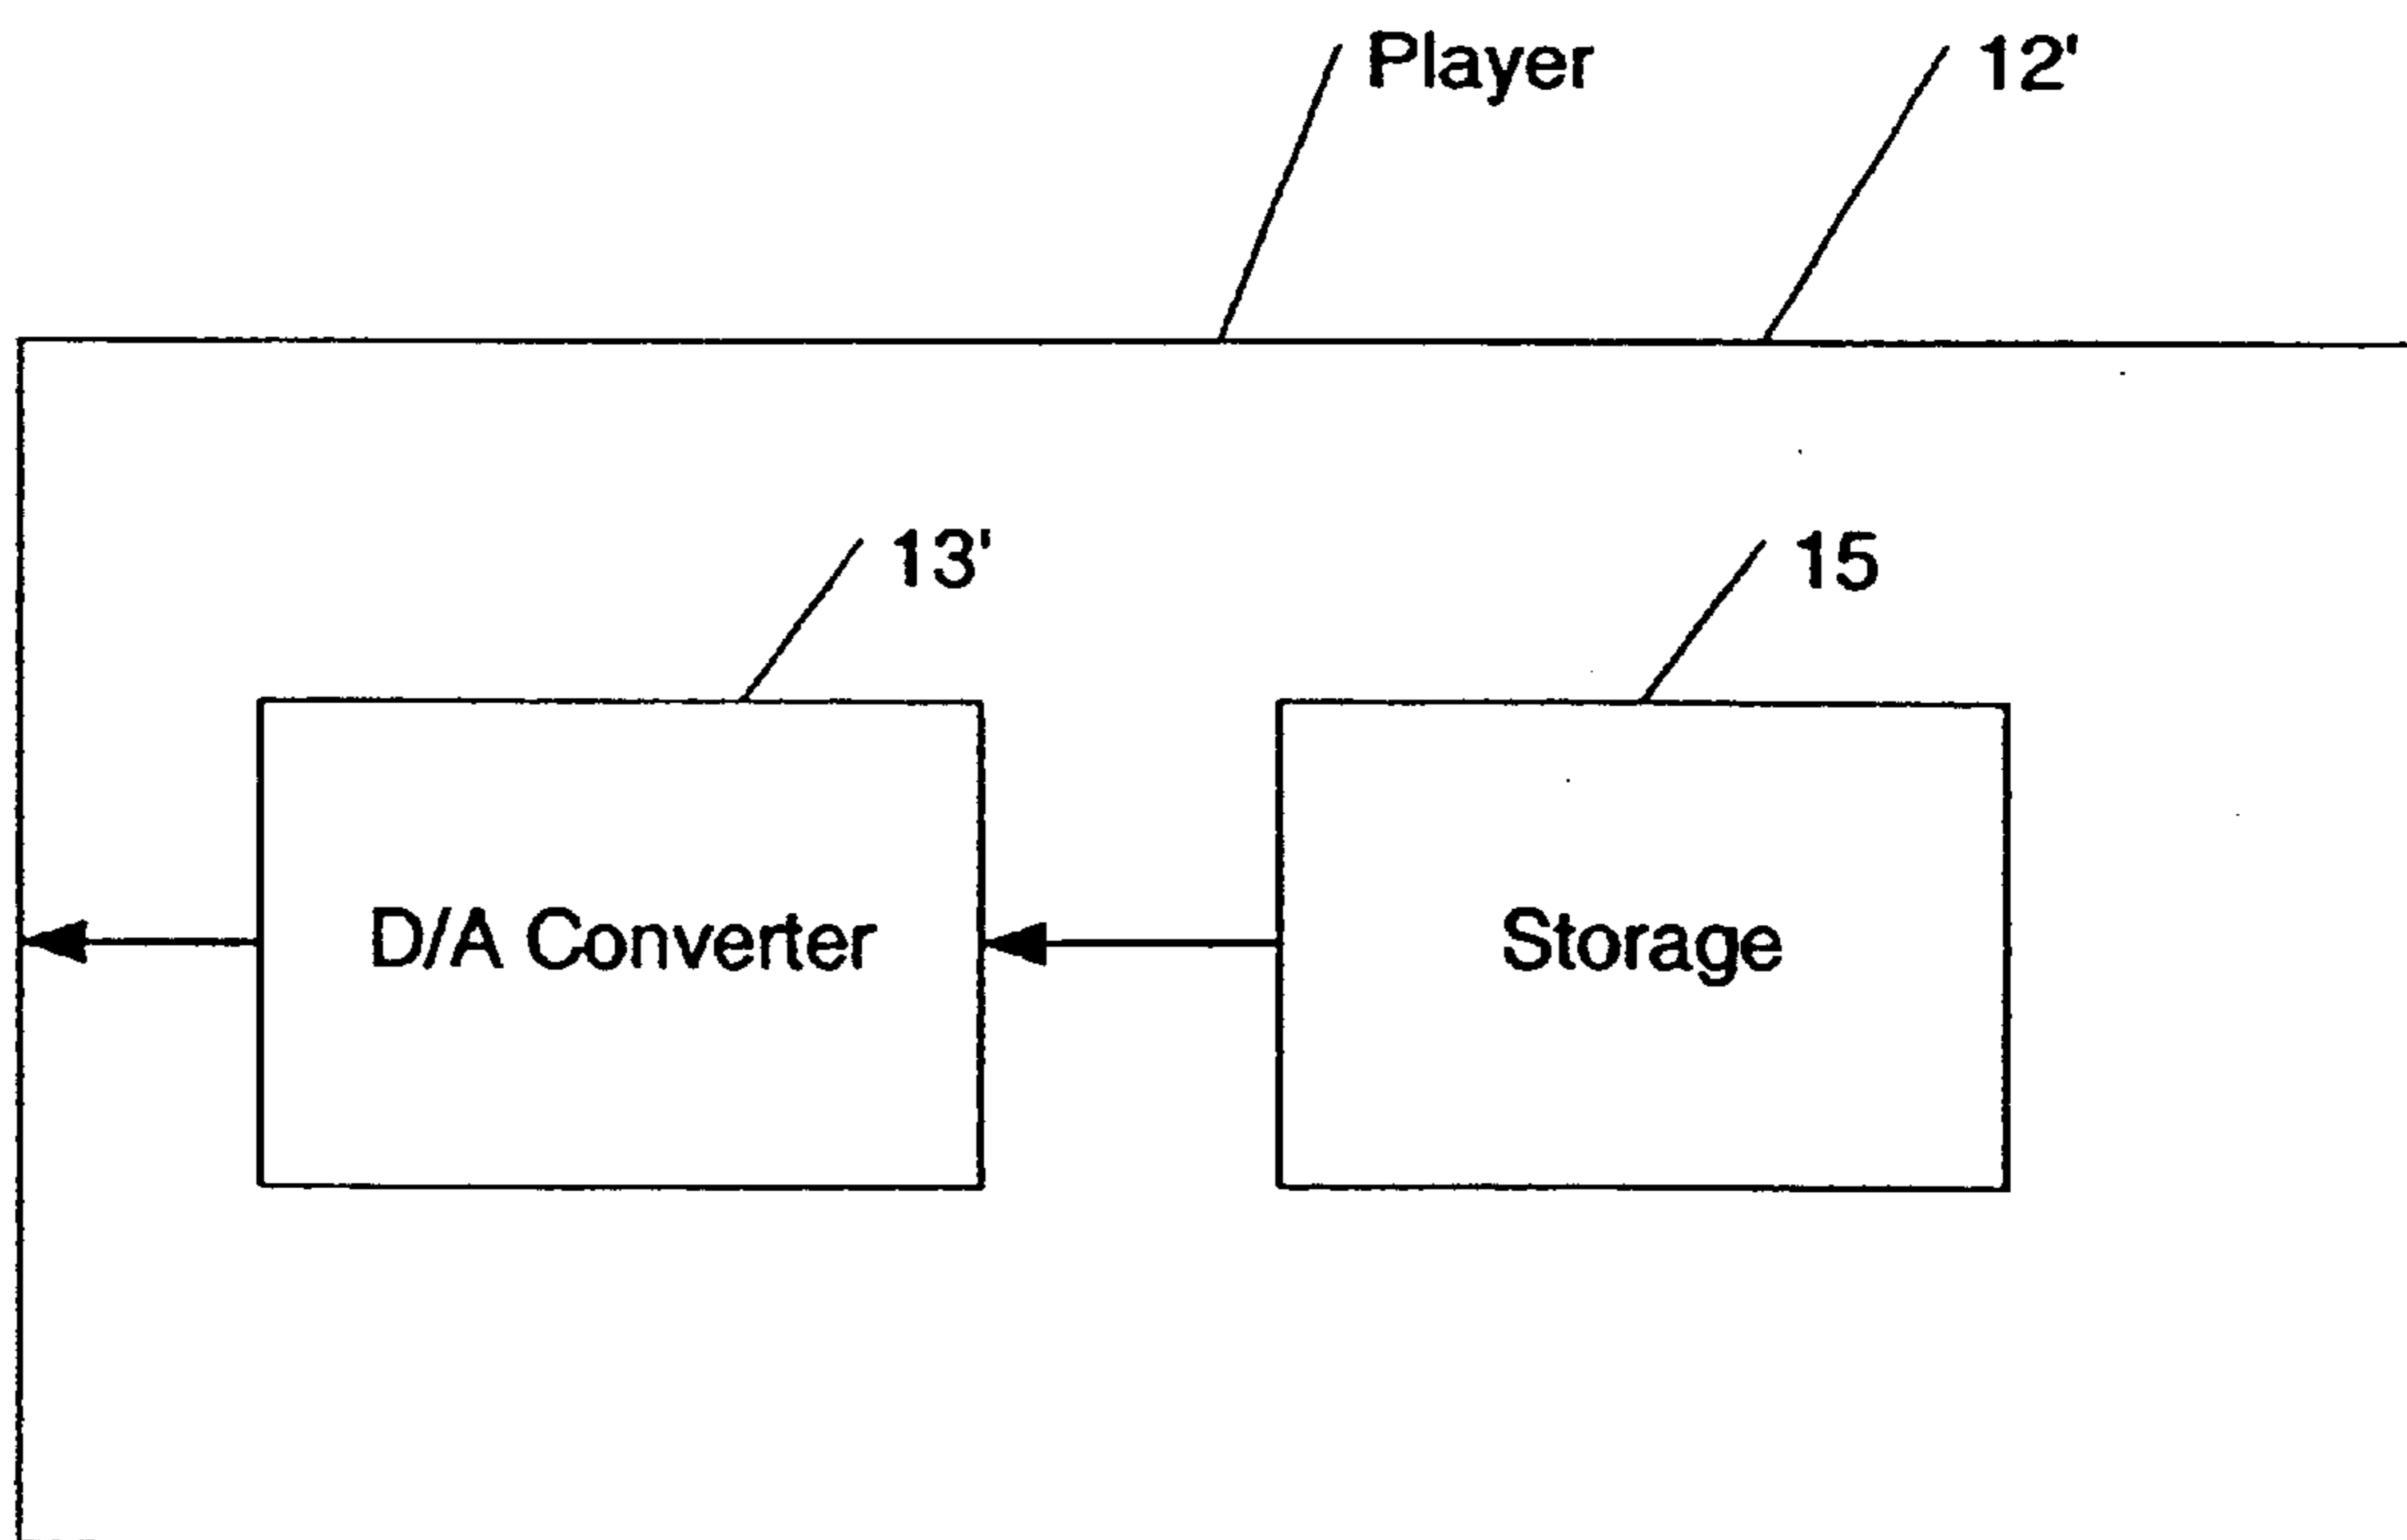 Player
12'
13'
15
D/A Converter
Storage